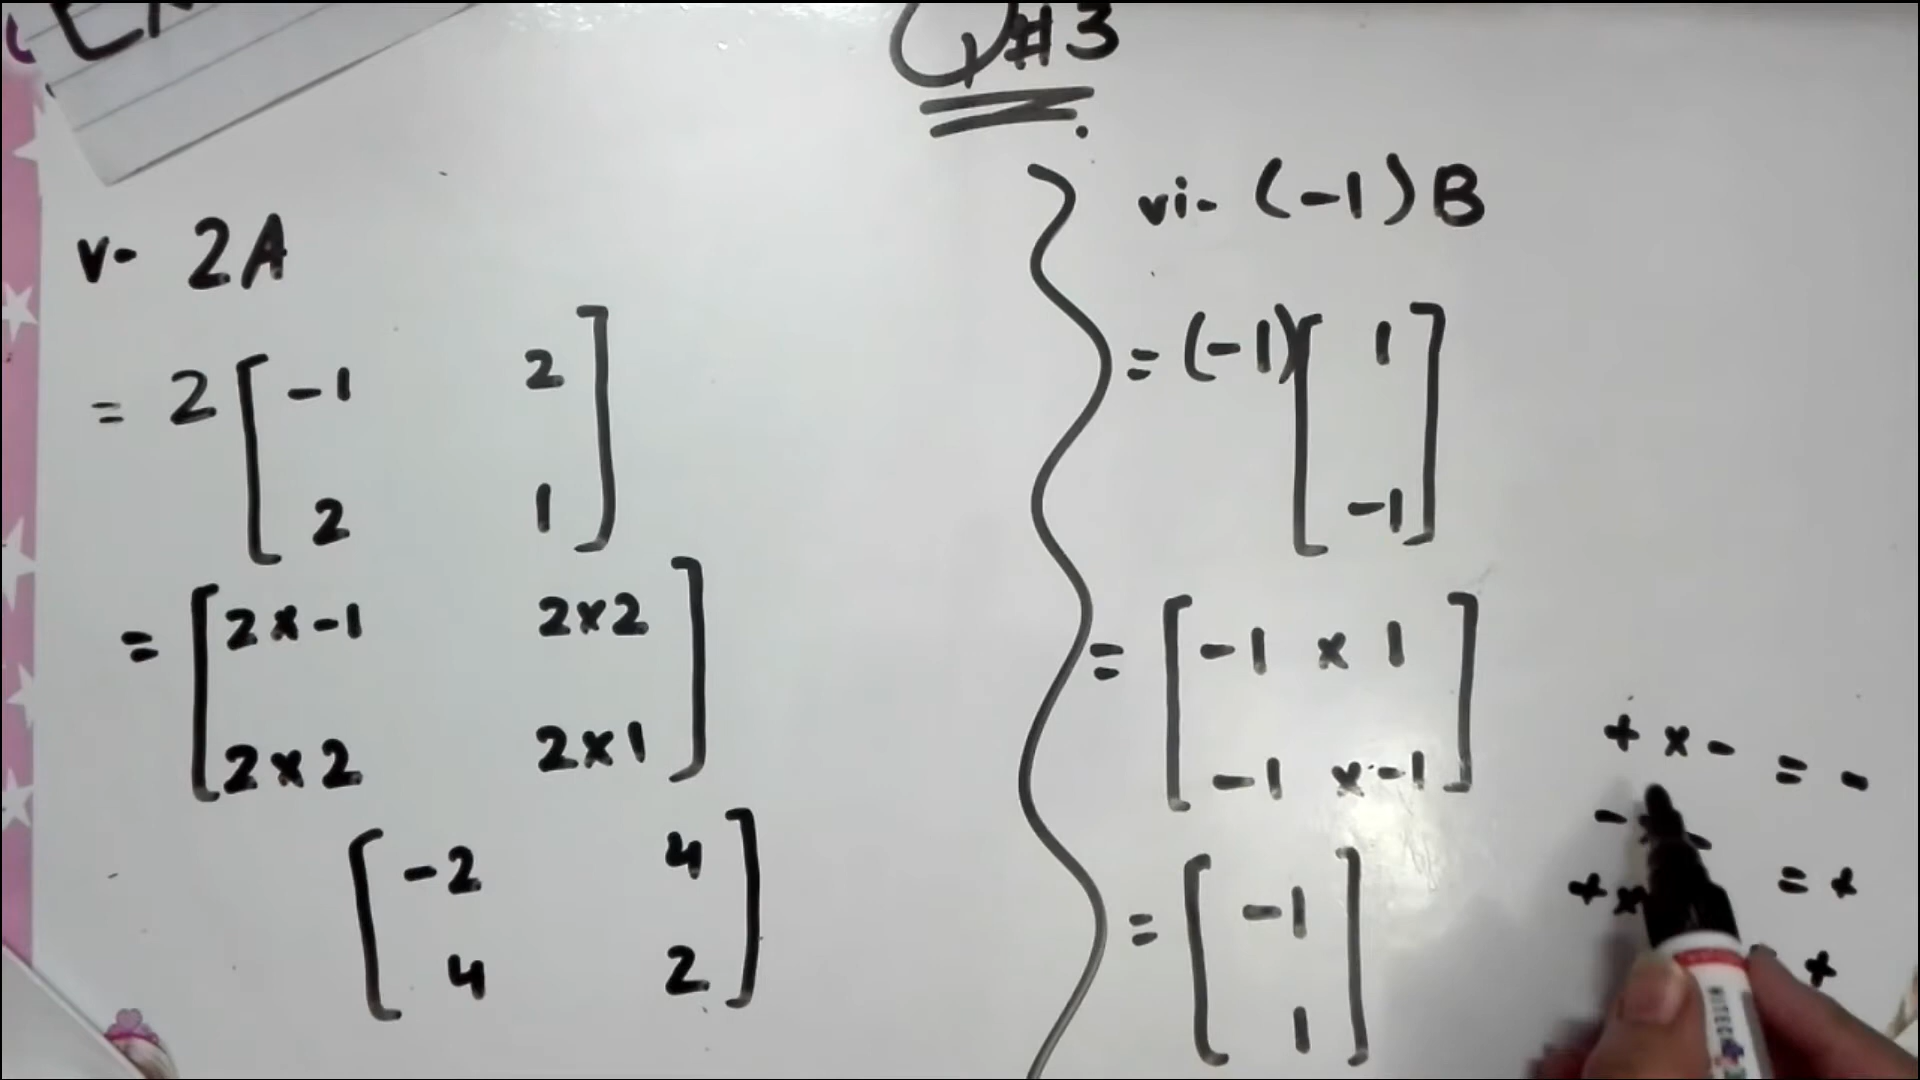 Q#3
v- 2A
= 2 [ -1 2
2 1 ]
= [ 2x-1 2x2
2x2 2x1 ]
[ -2 4
4 2 ]
vi- (-1)B
= (-1) [ 1
-1 ]
= [ -1 x 1
-1 x -1 ]
= [ -1
1 ]
+ x - = -
= +
+